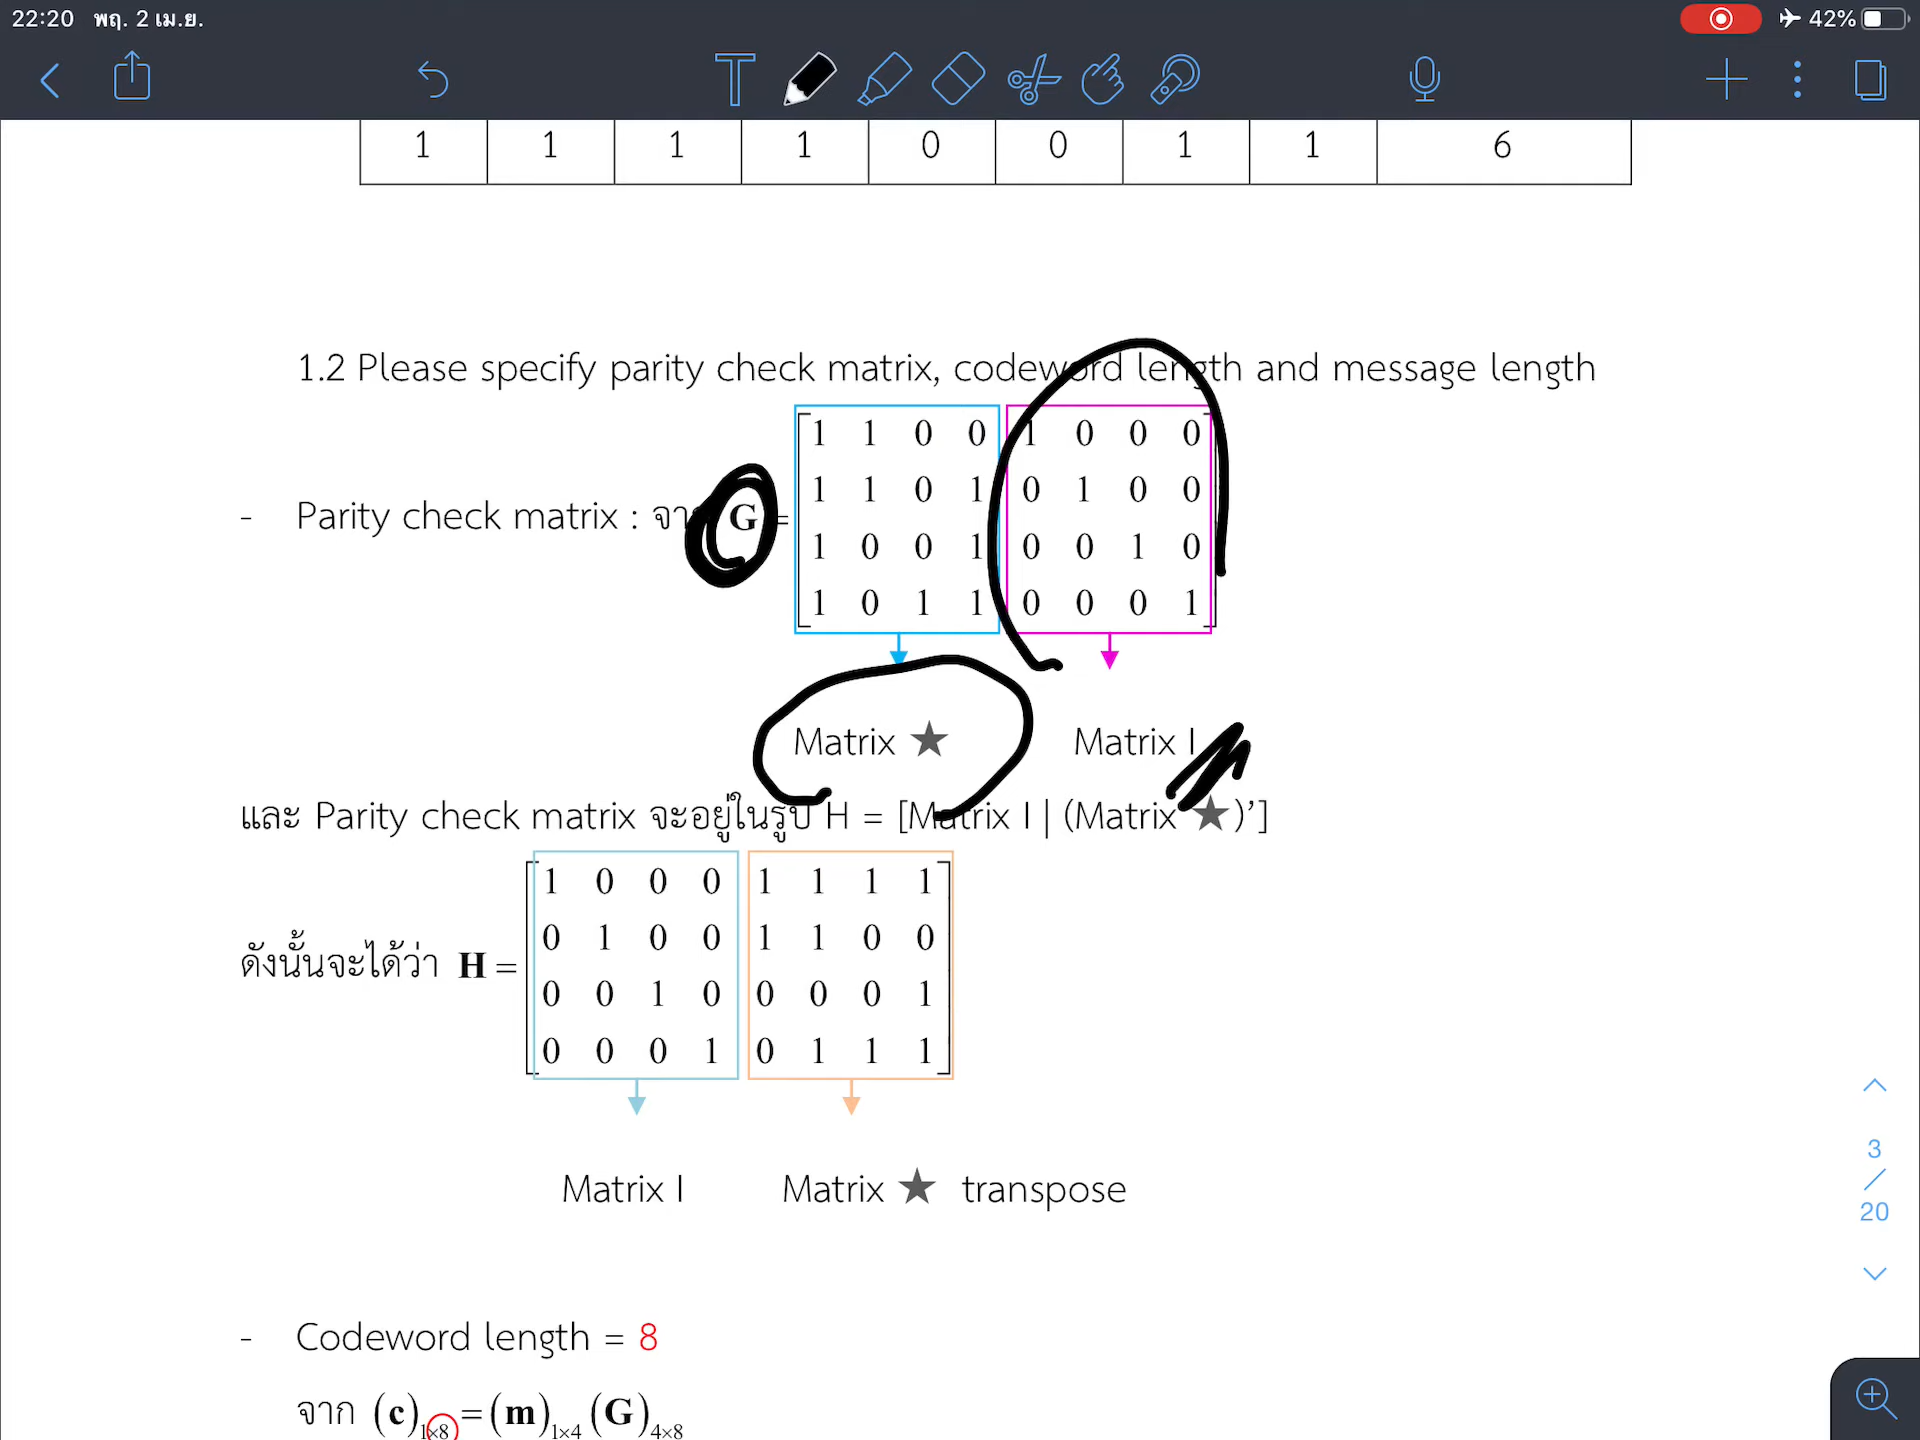 22:20 พฤ. 2 เม.ย. 42%
1 1 1 1 0 0 1 1 6
1.2 Please specify parity check matrix, codeword length and message length
- Parity check matrix : จาก G =
1 1 0 0 1 0 0 0
1 1 0 1 0 1 0 0
1 0 0 1 0 0 1 0
1 0 1 1 0 0 0 1
Matrix ★ Matrix I
และ Parity check matrix จะอยู่ในรูป H = [Matrix I | (Matrix ★)’]
ดังนั้นจะได้ว่า H =
1 0 0 0 1 1 1 1
0 1 0 0 1 1 0 0
0 0 1 0 0 0 0 1
0 0 0 1 0 1 1 1
Matrix I Matrix ★ transpose
- Codeword length = 8
จาก (c)1×8 = (m)1×4 (G)4×8
3
/
20